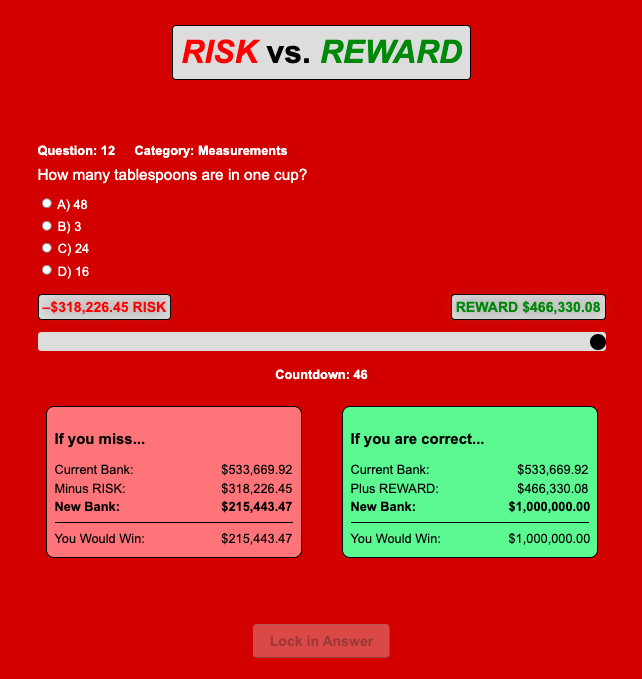 RISK vs. REWARD
Question: 12 Category: Measurements
How many tablespoons are in one cup?
A) 48
B) 3
C) 24
D) 16
–$318,226.45 RISK REWARD $466,330.08
Countdown: 46
If you miss...
Current Bank: $533,669.92
Minus RISK: $318,226.45
New Bank: $215,443.47
You Would Win: $215,443.47
If you are correct...
Current Bank: $533,669.92
Plus REWARD: $466,330.08
New Bank: $1,000,000.00
You Would Win: $1,000,000.00
Lock in Answer